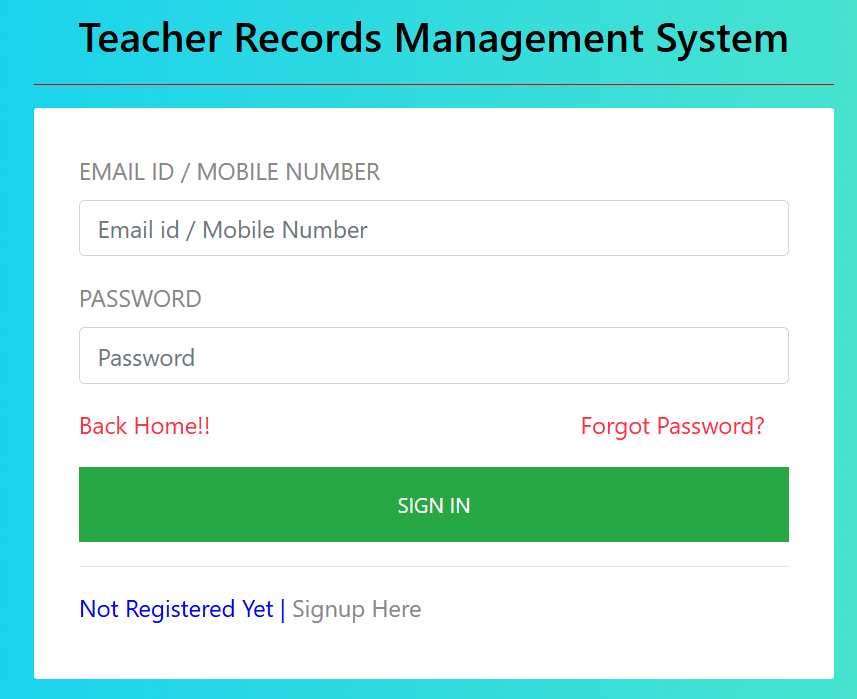 Teacher Records Management System
EMAIL ID / MOBILE NUMBER
Email id / Mobile Number
PASSWORD
Password
Back Home!! Forgot Password?
SIGN IN
Not Registered Yet | Signup Here